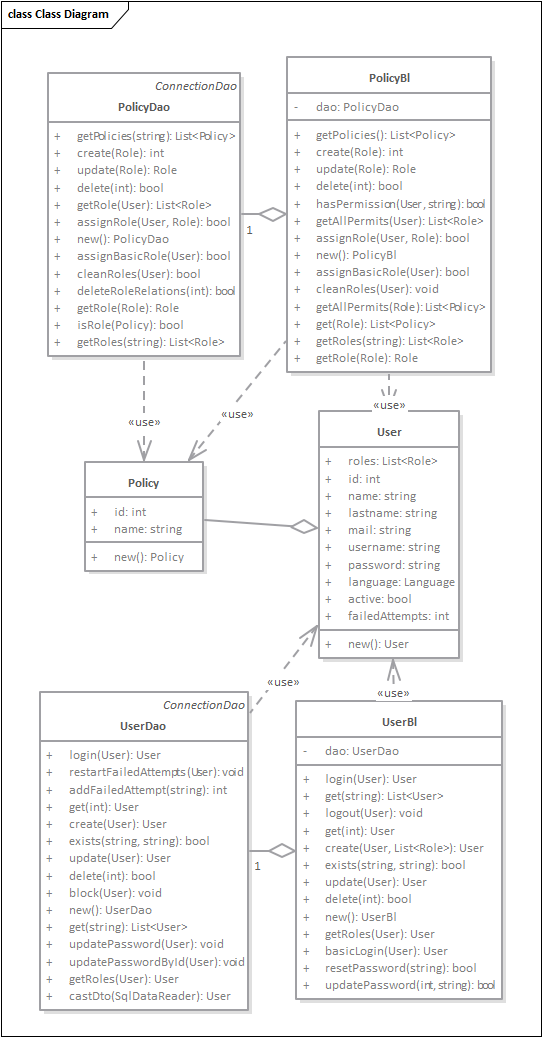 class Class Diagram
ConnectionDao
PolicyDao
+ getPolicies(string): List<Policy>
+ create(Role): int
+ update(Role): Role
+ delete(int): bool
+ getRole(User): List<Role>
+ assignRole(User, Role): bool
+ new(): PolicyDao
+ assignBasicRole(User): bool
+ cleanRoles(User): bool
+ deleteRoleRelations(int): bool
+ getRole(Role): Role
+ isRole(Policy): bool
+ getRoles(string): List<Role>
PolicyBl
- dao: PolicyDao
+ getPolicies(): List<Policy>
+ create(Role): int
+ update(Role): Role
+ delete(int): bool
+ hasPermission(User, string): bool
+ getAllPermits(User): List<Role>
+ assignRole(User, Role): bool
+ new(): PolicyBl
+ assignBasicRole(User): bool
+ cleanRoles(User): void
+ getAllPermits(Role): List<Policy>
+ get(Role): List<Policy>
+ getRoles(string): List<Role>
+ getRole(Role): Role
1
«use»
«use»
«use»
Policy
+ id: int
+ name: string
+ new(): Policy
User
+ roles: List<Role>
+ id: int
+ name: string
+ lastname: string
+ mail: string
+ username: string
+ password: string
+ language: Language
+ active: bool
+ failedAttempts: int
+ new(): User
«use»
«use»
ConnectionDao
UserDao
+ login(User): User
+ restartFailedAttempts(User): void
+ addFailedAttempt(string): int
+ get(int): User
+ create(User): User
+ exists(string, string): bool
+ update(User): User
+ delete(int): bool
+ block(User): void
+ new(): UserDao
+ get(string): List<User>
+ updatePassword(User): void
+ updatePasswordById(User): void
+ getRoles(User): User
+ castDto(SqlDataReader): User
1
UserBl
- dao: UserDao
+ login(User): User
+ get(string): List<User>
+ logout(User): void
+ get(int): User
+ create(User, List<Role>): User
+ exists(string, string): bool
+ update(User): User
+ delete(int): bool
+ new(): UserBl
+ getRoles(User): User
+ basicLogin(User): User
+ resetPassword(string): bool
+ updatePassword(int, string): bool